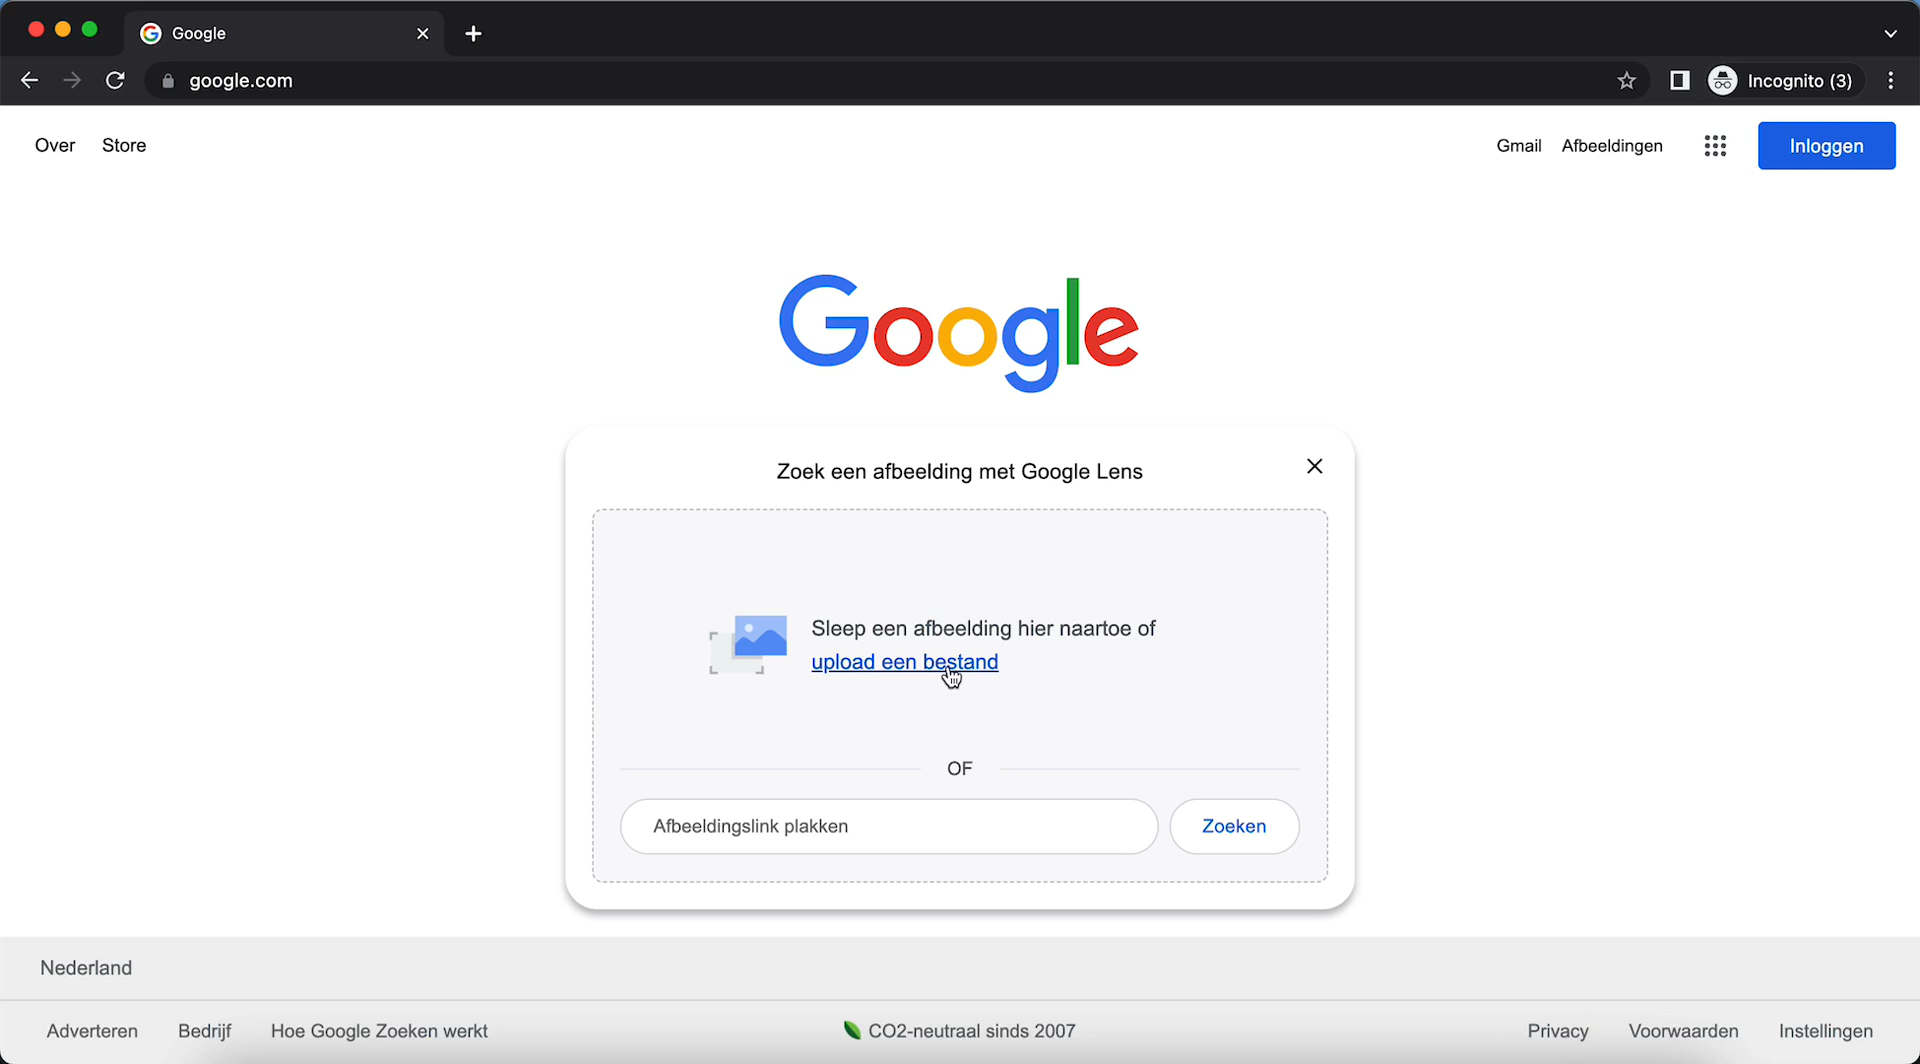 Google
google.com
Incognito (3)
Over Store
Gmail Afbeeldingen
Inloggen
Google
Zoek een afbeelding met Google Lens
Sleep een afbeelding hier naartoe of
upload een bestand
OF
Afbeeldingslink plakken
Zoeken
Nederland
Adverteren Bedrijf Hoe Google Zoeken werkt
CO2-neutraal sinds 2007
Privacy Voorwaarden Instellingen